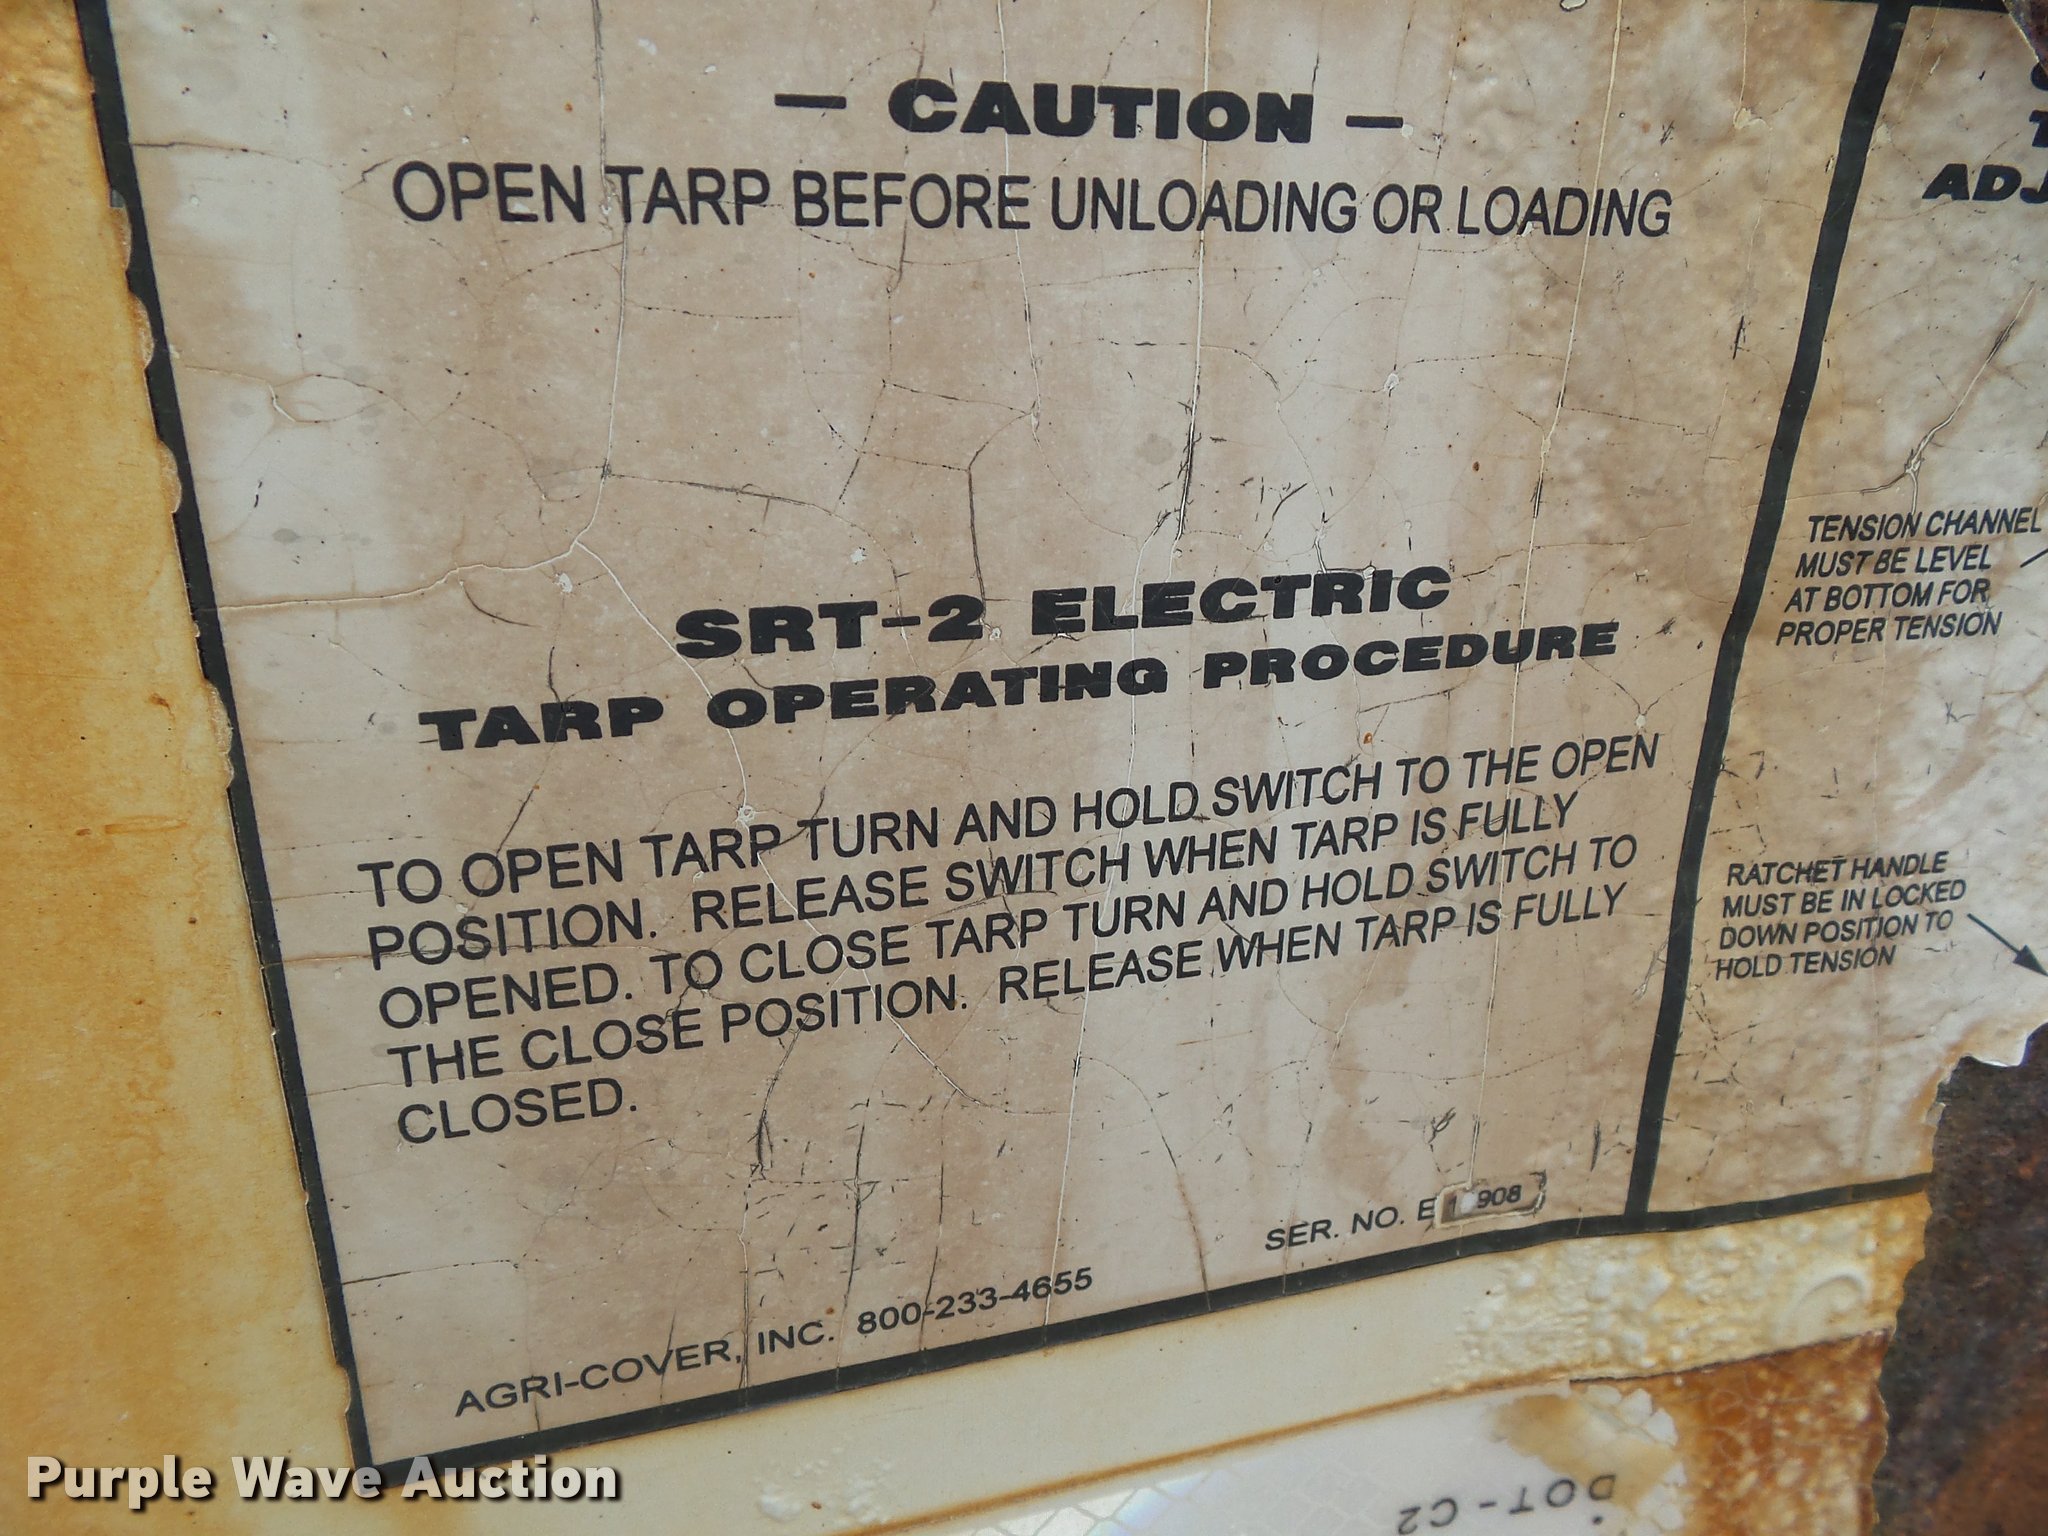 — CAUTION —
OPEN TARP BEFORE UNLOADING OR LOADING
SRT-2 ELECTRIC
TARP OPERATING PROCEDURE
TO OPEN TARP TURN AND HOLD SWITCH TO THE OPEN
POSITION. RELEASE SWITCH WHEN TARP IS FULLY
OPENED. TO CLOSE TARP TURN AND HOLD SWITCH TO
THE CLOSE POSITION. RELEASE WHEN TARP IS FULLY
CLOSED.
SER. NO. E
AGRI-COVER, INC. 800-233-4655
TENSION CHANNEL
MUST BE LEVEL
AT BOTTOM FOR
PROPER TENSION
RATCHET HANDLE
MUST BE IN LOCKED
DOWN POSITION TO
HOLD TENSION
DOT-C2
Purple Wave Auction